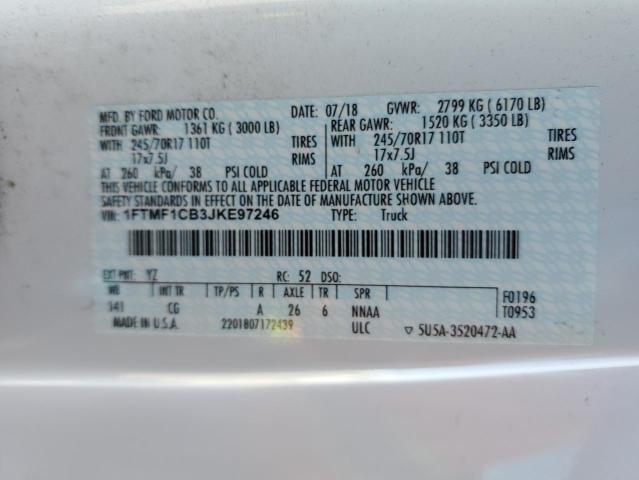 MFD. BY FORD MOTOR CO. DATE: 07/18 GVWR: 2799 KG ( 6170 LB)
FRONT GAWR: 1361 KG ( 3000 LB) REAR GAWR: 1520 KG ( 3350 LB)
WITH 245/70R17 110T TIRES WITH 245/70R17 110T TIRES
17x7.5J RIMS 17x7.5J RIMS
AT 260 kPa/ 38 PSI COLD AT 260 kPa/ 38 PSI COLD
THIS VEHICLE CONFORMS TO ALL APPLICABLE FEDERAL MOTOR VEHICLE
SAFETY STANDARDS IN EFFECT ON THE DATE OF MANUFACTURE SHOWN ABOVE.
VIN: 1FTMF1CB3JKE97246 TYPE: Truck
EXT PNT: YZ RC: 52 DSO:
WB INT TR TP/PS R AXLE TR SPR F0196
141 CG A 26 6 NNAA T0953
MADE IN U.S.A. 2201807172439 ULC ▽ 5U5A-3520472-AA